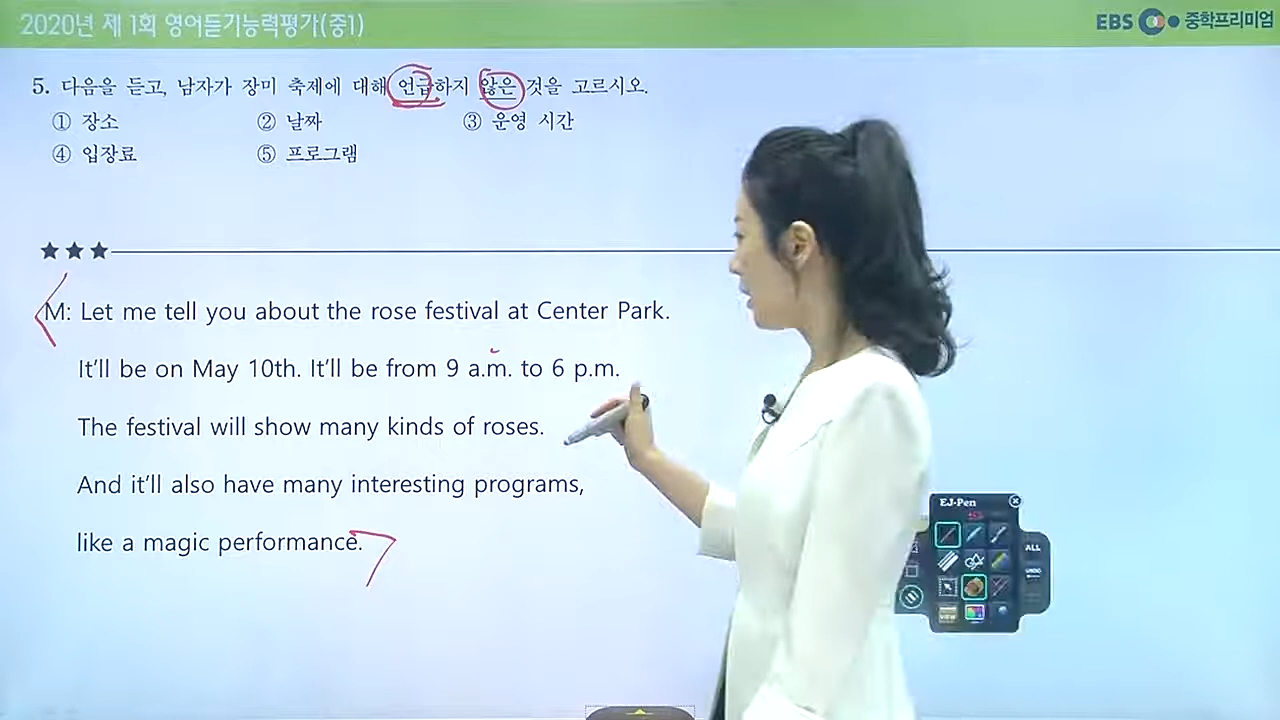 2020년 제 1회 영어듣기능력평가(중1)
EBS 중학프리미엄
5. 다음을 듣고, 남자가 장미 축제에 대해 언급하지 않은 것을 고르시오.
① 장소 ② 날짜 ③ 운영 시간
④ 입장료 ⑤ 프로그램
M: Let me tell you about the rose festival at Center Park.
It'll be on May 10th. It'll be from 9 a.m. to 6 p.m.
The festival will show many kinds of roses.
And it'll also have many interesting programs,
like a magic performance.
EJ-Pen
ALL
UNDO
VIEW